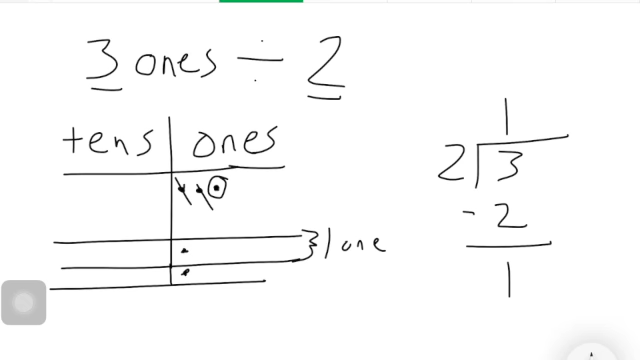 3 ones ÷ 2
tens ones
} 1 one
1
2 3
- 2
1